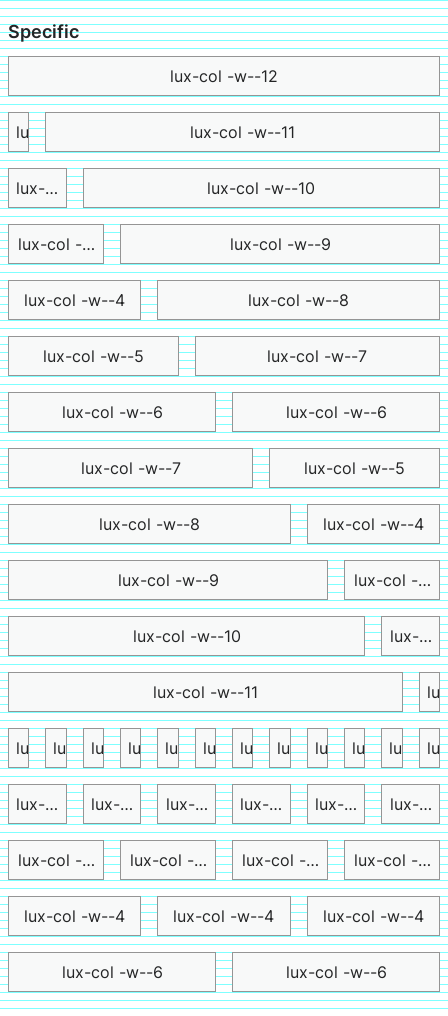 Specific
lux-col -w--12
lu lux-col -w--11
lux-... lux-col -w--10
lux-col -... lux-col -w--9
lux-col -w--4 lux-col -w--8
lux-col -w--5 lux-col -w--7
lux-col -w--6 lux-col -w--6
lux-col -w--7 lux-col -w--5
lux-col -w--8 lux-col -w--4
lux-col -w--9 lux-col -...
lux-col -w--10 lux-...
lux-col -w--11 lu
lu lu lu lu lu lu lu lu lu lu lu lu
lux-... lux-... lux-... lux-... lux-... lux-...
lux-col -... lux-col -... lux-col -... lux-col -...
lux-col -w--4 lux-col -w--4 lux-col -w--4
lux-col -w--6 lux-col -w--6